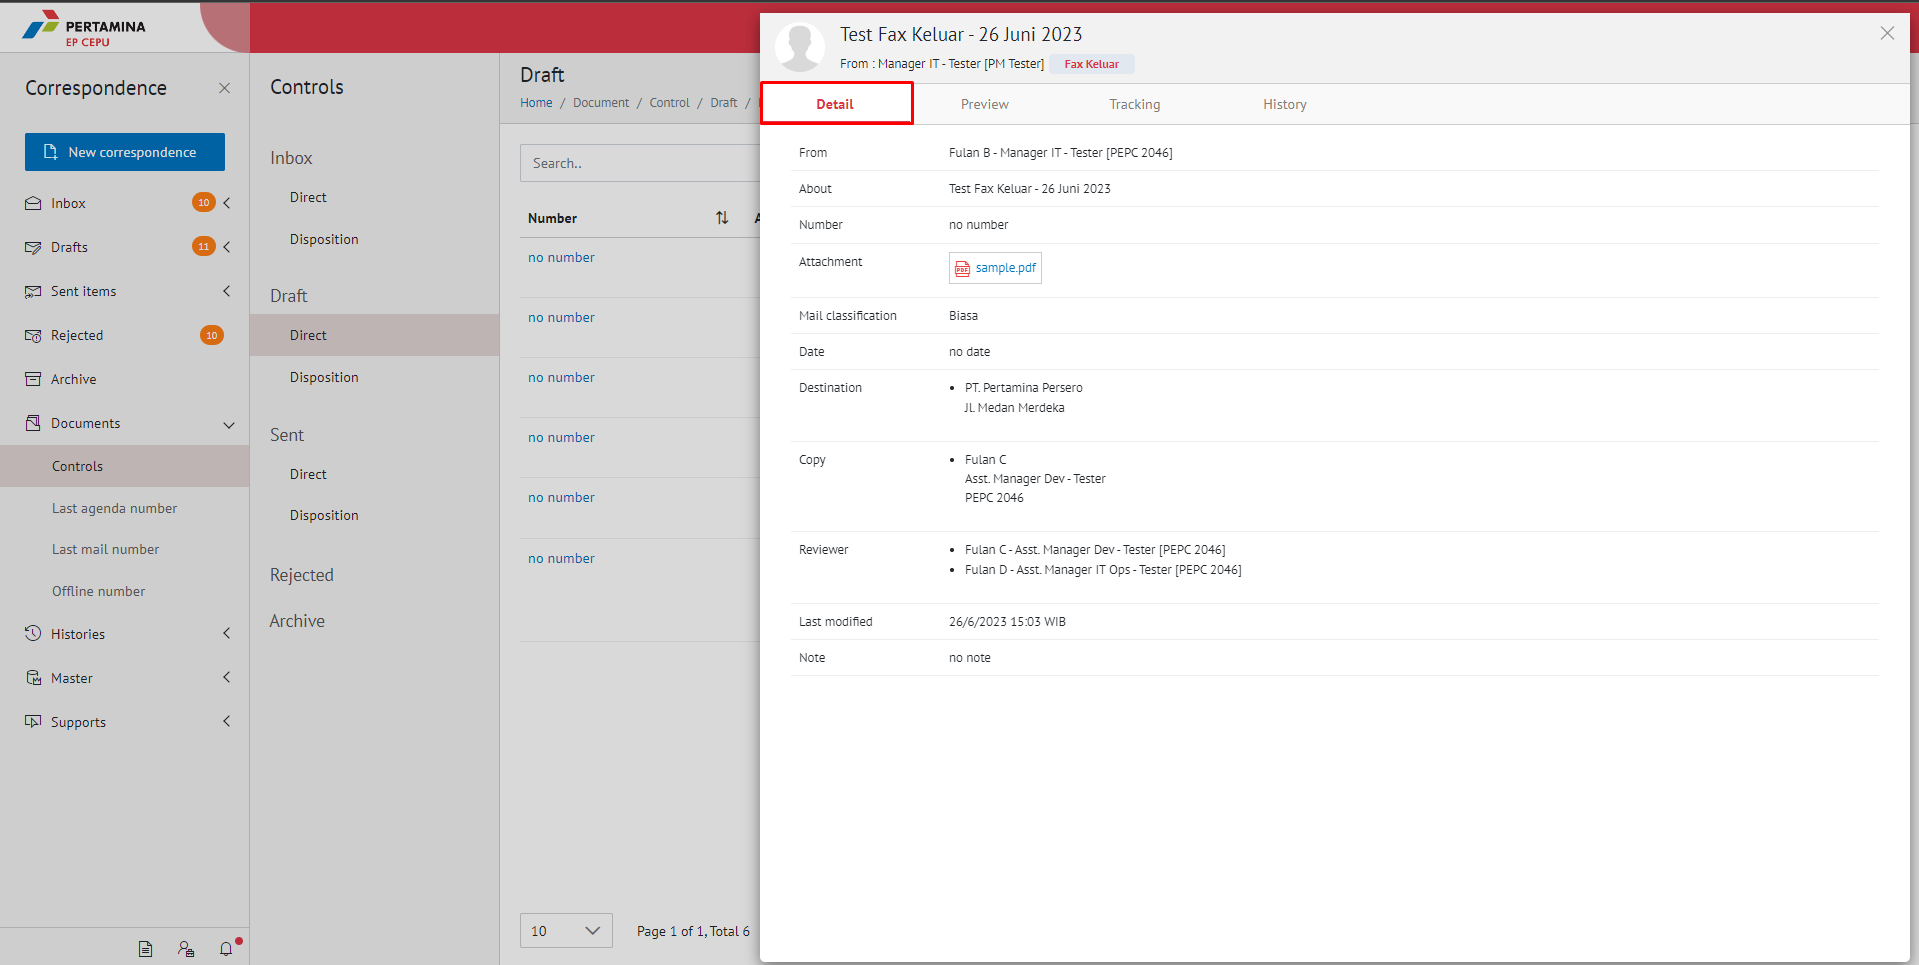 PERTAMINA
EP CEPU
Correspondence
New correspondence
Inbox
10
Drafts
11
Sent items
Rejected
10
Archive
Documents
Controls
Last agenda number
Last mail number
Offline number
Histories
Master
Supports
Controls
Inbox
Direct
Disposition
Draft
Direct
Disposition
Sent
Direct
Disposition
Rejected
Archive
Draft
Home / Document / Control / Draft /
Search..
Number
no number
no number
no number
no number
no number
no number
10
Page 1 of 1, Total 6
Test Fax Keluar - 26 Juni 2023
From : Manager IT - Tester [PM Tester] Fax Keluar
Detail Preview Tracking History
From Fulan B - Manager IT - Tester [PEPC 2046]
About Test Fax Keluar - 26 Juni 2023
Number no number
Attachment PDF sample.pdf
Mail classification Biasa
Date no date
Destination • PT. Pertamina Persero
Jl. Medan Merdeka
Copy • Fulan C
Asst. Manager Dev - Tester
PEPC 2046
Reviewer • Fulan C - Asst. Manager Dev - Tester [PEPC 2046]
• Fulan D - Asst. Manager IT Ops - Tester [PEPC 2046]
Last modified 26/6/2023 15:03 WIB
Note no note